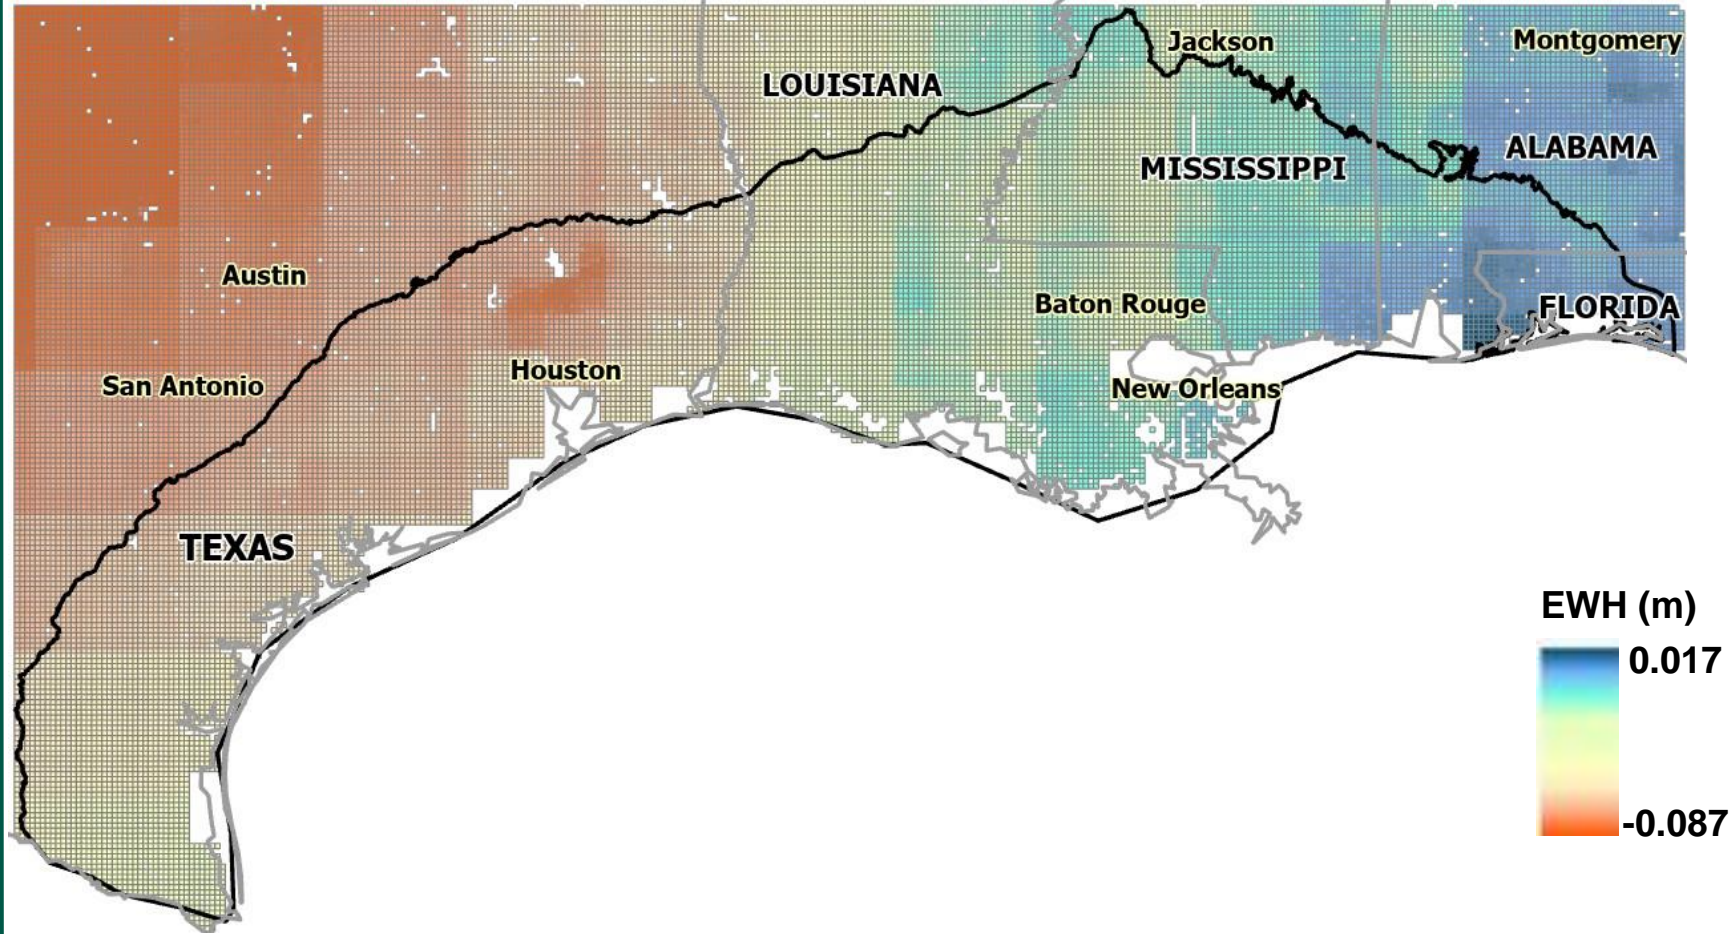 Jackson
Montgomery
LOUISIANA
ALABAMA
MISSISSIPPI
Austin
Baton Rouge
FLORIDA
Houston
San Antonio
New Orleans
TEXAS
EWH (m)
0.017
-0.087